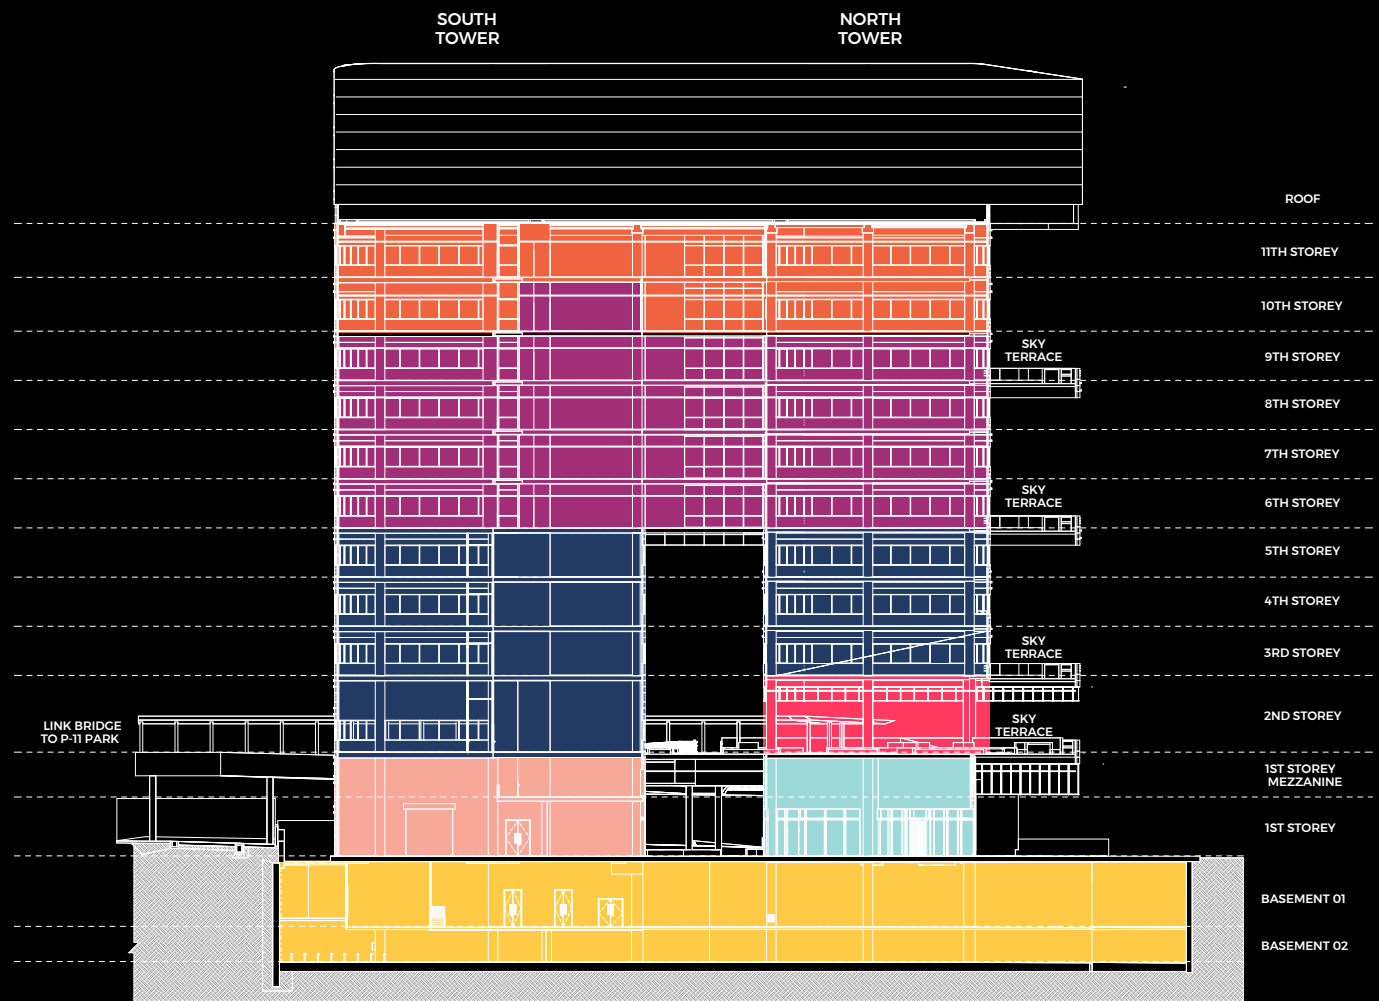 SOUTH
TOWER
NORTH
TOWER
ROOF
11TH STOREY
10TH STOREY
SKY
TERRACE
9TH STOREY
8TH STOREY
7TH STOREY
SKY
TERRACE
6TH STOREY
5TH STOREY
4TH STOREY
SKY
TERRACE
3RD STOREY
LINK BRIDGE
TO P-11 PARK
SKY
TERRACE
2ND STOREY
1ST STOREY
MEZZANINE
1ST STOREY
BASEMENT 01
BASEMENT 02